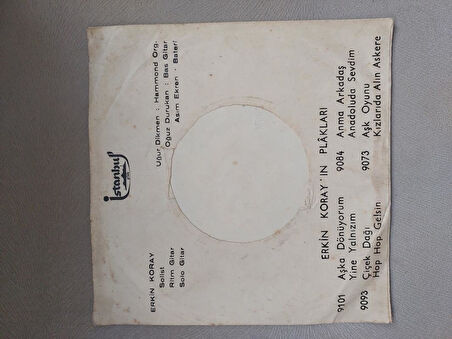 İstanbul
ERKİN KORAY
Solist
Ritm Gitar
Solo Gitar
Uğur Dikmen : Hammond Org.
Oğuz Durukan : Bas Gitar
Asım Ekren : Bateri
ERKİN KORAY 'IN PLÂKLARI
9101 Aşka Dönüyorum 9084 Anma Arkadaş
Yine Yalnızım Anadoluda Sevdim
9093 Çiçek Dağı 9073 Aşk Oyunu
Hop Hop Gelsin Kızlarıda Alın Askere